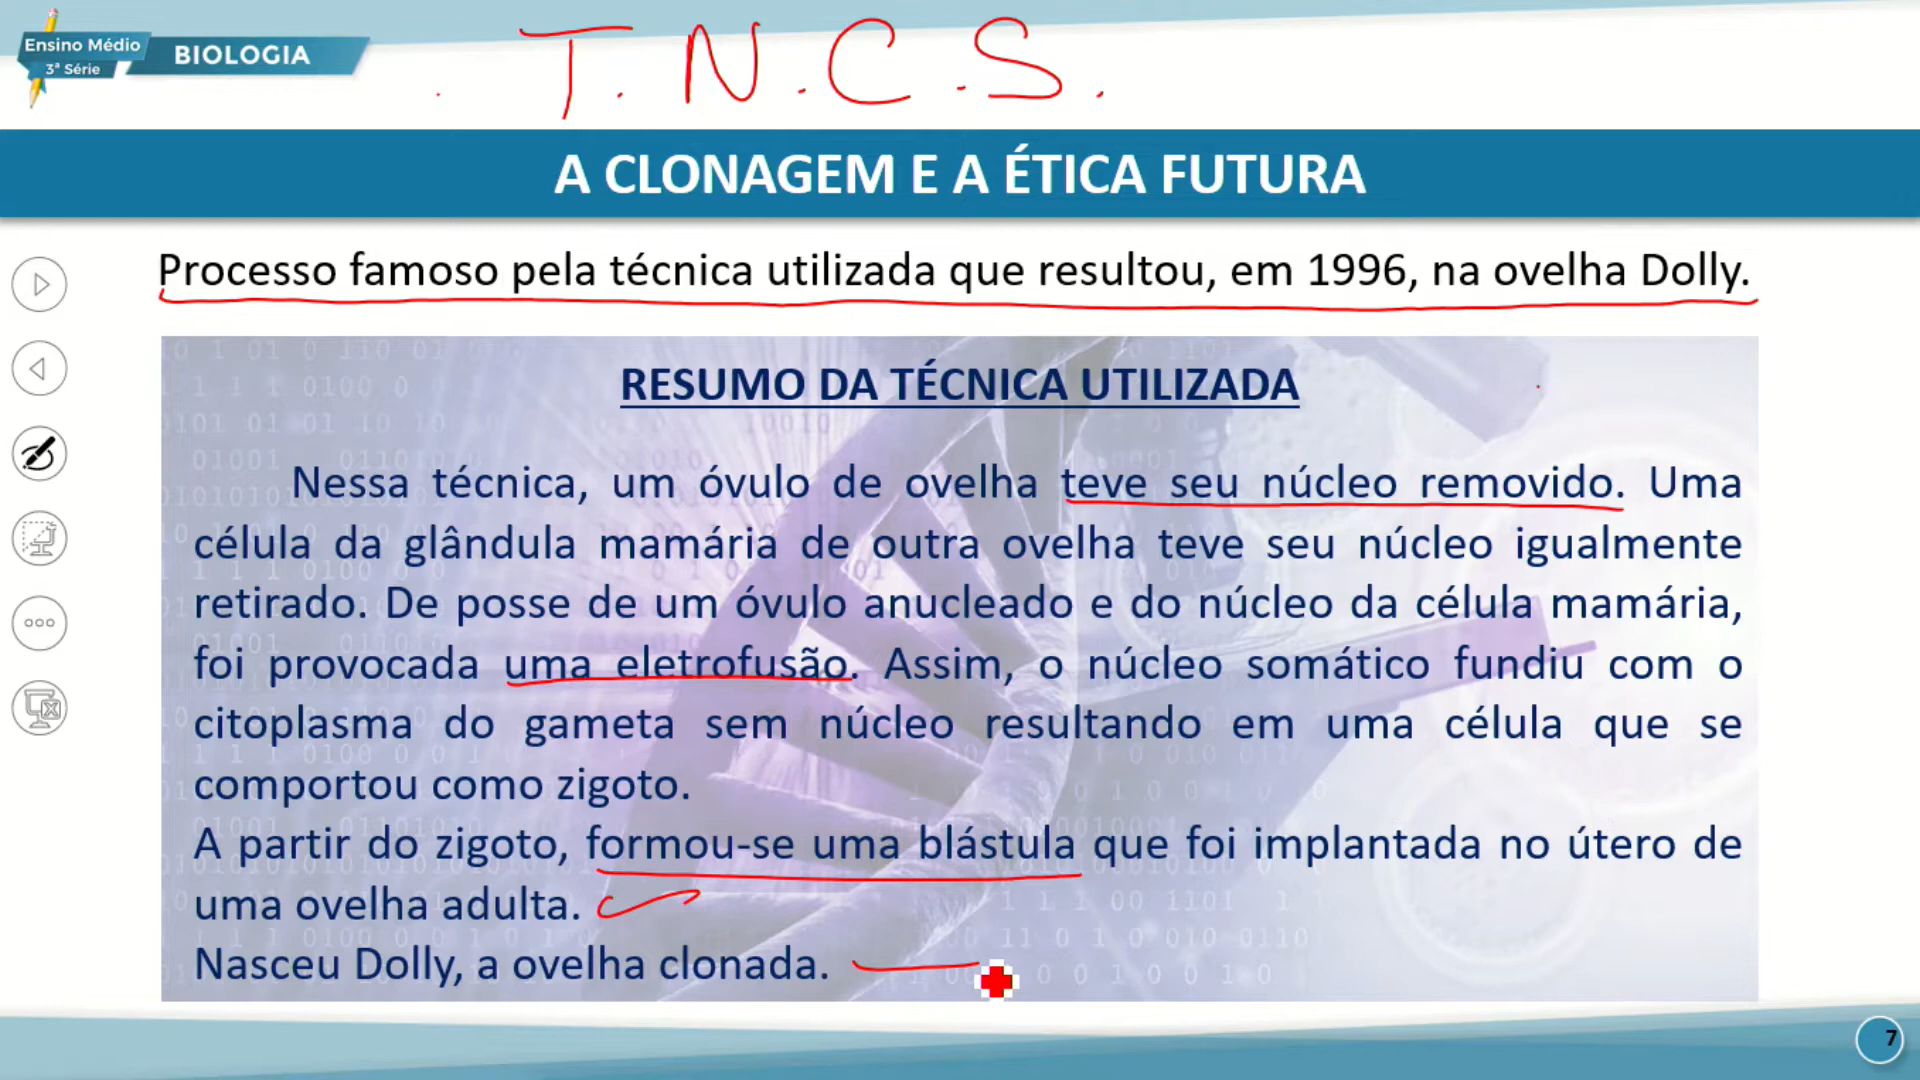 T.N.C.S.
Ensino Médio
3ª Série
BIOLOGIA
A CLONAGEM E A ÉTICA FUTURA
Processo famoso pela técnica utilizada que resultou, em 1996, na ovelha Dolly.
RESUMO DA TÉCNICA UTILIZADA
Nessa técnica, um óvulo de ovelha teve seu núcleo removido. Uma
célula da glândula mamária de outra ovelha teve seu núcleo igualmente
retirado. De posse de um óvulo anucleado e do núcleo da célula mamária,
foi provocada uma eletrofusão. Assim, o núcleo somático fundiu com o
citoplasma do gameta sem núcleo resultando em uma célula que se
comportou como zigoto.
A partir do zigoto, formou-se uma blástula que foi implantada no útero de
uma ovelha adulta.
Nasceu Dolly, a ovelha clonada.
7